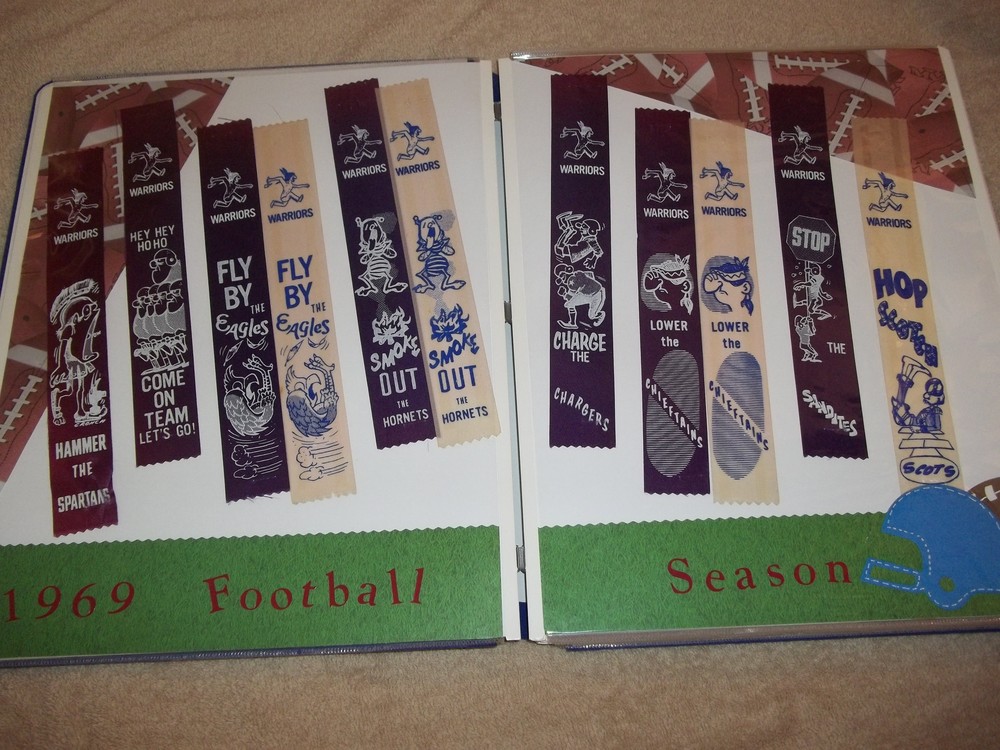 WARRIORS
HAMMER
THE
SPARTANS
WARRIORS
HEY HEY
HO HO
COME
ON
TEAM
LET'S GO!
WARRIORS
FLY
BY
THE
EAGLES
WARRIORS
FLY
BY
THE
EAGLES
WARRIORS
SMOKE
OUT
THE
HORNETS
WARRIORS
SMOKE
OUT
THE
HORNETS
WARRIORS
CHARGE
THE
CHARGERS
WARRIORS
LOWER
the
CHIEFTAINS
WARRIORS
LOWER
the
CHIEFTAINS
WARRIORS
STOP
THE
SANDITES
WARRIORS
HOP
SCOTCH
SCOTS
1969 Football Season